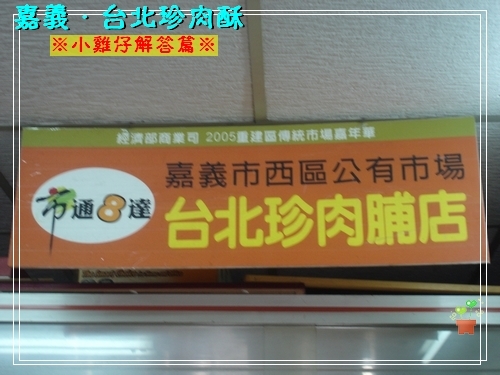 嘉義．台北珍肉酥
※小雞仔解答篇※
經濟部商業司 2005重建區傳統市場嘉年華
嘉義市西區公有市場
市通8達
台北珍肉脯店